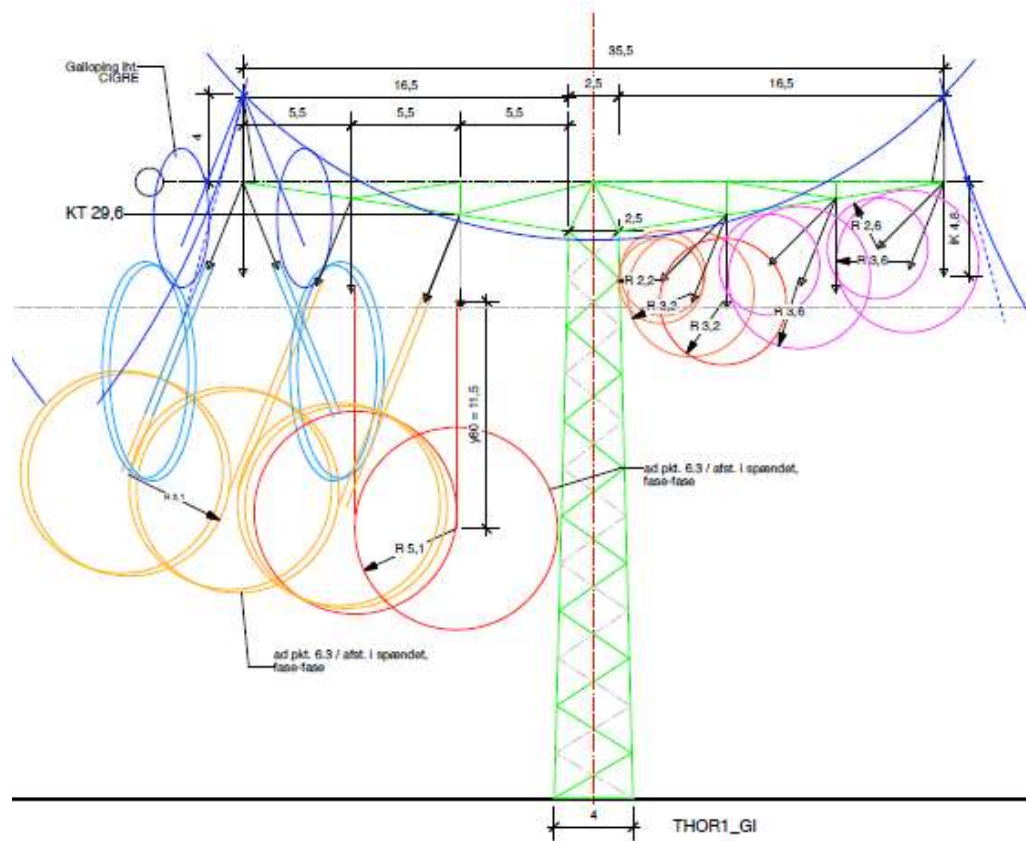 35,5
Galloping iht.
CIGRE
16,5
2,5
16,5
5,5
5,5
5,5
4
KT 29,6
2,5
R 2,6
IK 4,8
R 2,2
R 3,6
R 3,2
R 3,2
R 3,6
y80 = 11,5
ad pkt. 6.3 / afst. i spændet,
fase-fase
R 5,1
R 5,1
ad pkt. 6.3 / afst. i spændet,
fase-fase
4
THOR1_GI